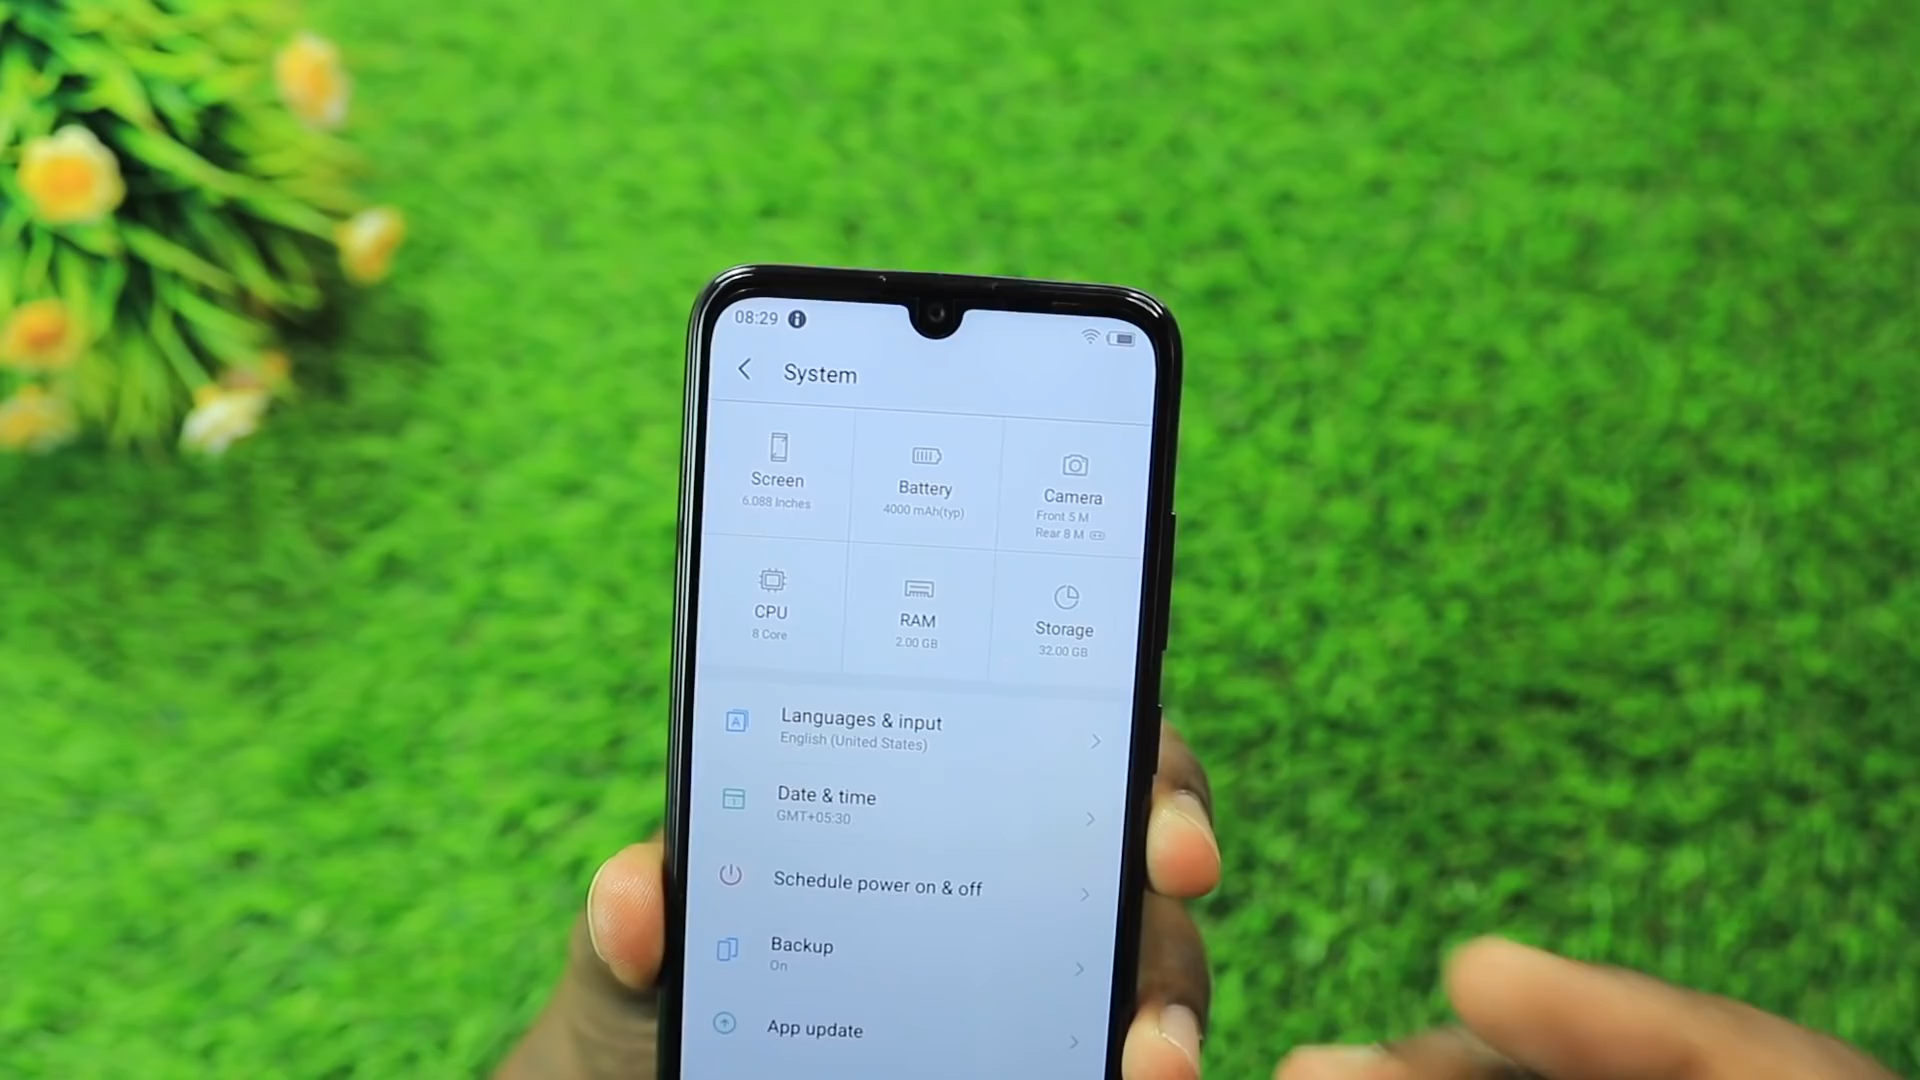 08:29
System
Screen
6.088 Inches
Battery
4000 mAh(typ)
Camera
Front 5 M
Rear 8 M
CPU
8 Core
RAM
2.00 GB
Storage
32.00 GB
Languages & input
English (United States)
Date & time
GMT+05:30
Schedule power on & off
Backup
On
App update